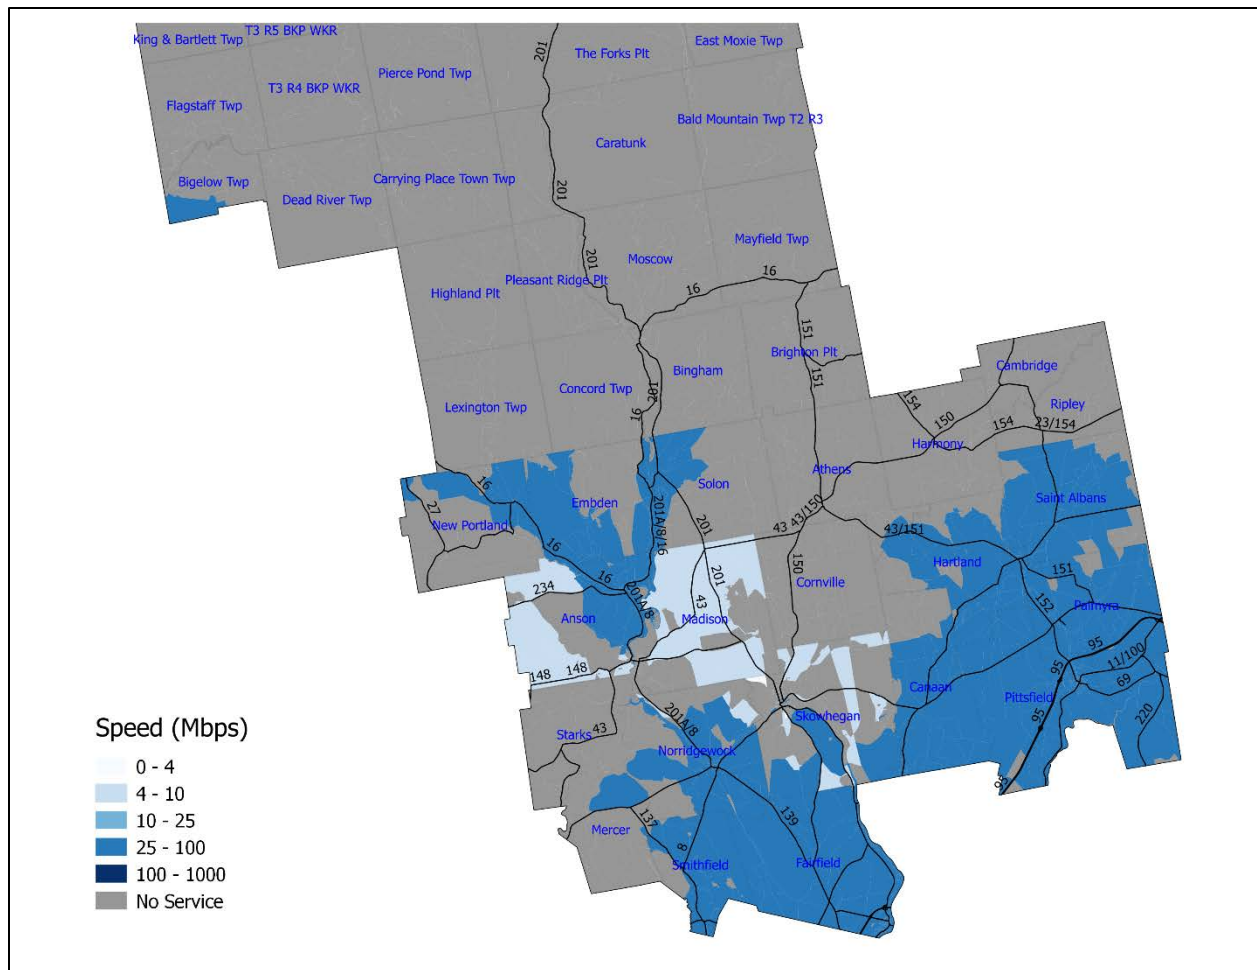 T3 R5 BKP WKR
King & Bartlett Twp
201
The Forks Plt
East Moxie Twp
Pierce Pond Twp
T3 R4 BKP WKR
Flagstaff Twp
Bald Mountain Twp T2 R3
Caratunk
Bigelow Twp
Carrying Place Town Twp
Dead River Twp
201
Mayfield Twp
Moscow
201
16
Pleasant Ridge Plt
Highland Plt
16
151
Brighton Plt
Bingham
151
Cambridge
Concord Twp
201
154
Lexington Twp
16
150
Ripley
154
23/154
Harmony
Athens
Solon
16
Embden
Saint Albans
27
New Portland
201A/8/16
201
43
43/150
43/151
16
Hartland
150
201
151
16
Cornville
234
201A/8
43
152
Palmyra
Anson
Madison
95
11/100
148
148
95
69
Canaan
Pittsfield
201A/8
Skowhegan
95
220
Speed (Mbps)
Starks
43
Norridgewock
0 - 4
95
4 - 10
137
139
10 - 25
Mercer
25 - 100
8
Smithfield
Fairfield
100 - 1000
No Service